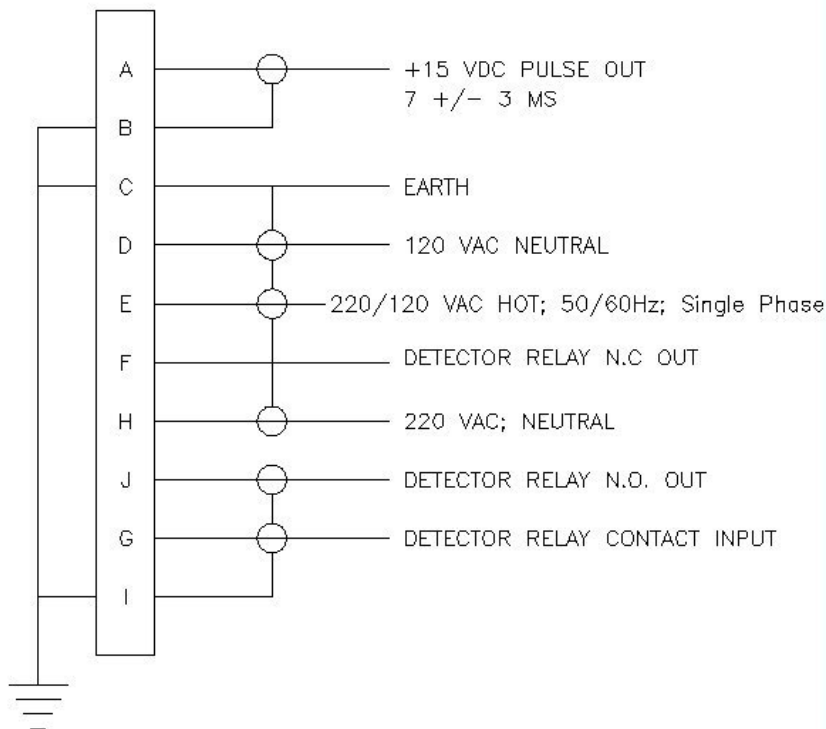 A
+15 VDC PULSE OUT
7 +/- 3 MS
B
C
EARTH
D
120 VAC NEUTRAL
E
220/120 VAC HOT; 50/60Hz; Single Phase
F
DETECTOR RELAY N.C OUT
H
220 VAC; NEUTRAL
J
DETECTOR RELAY N.O. OUT
G
DETECTOR RELAY CONTACT INPUT
I